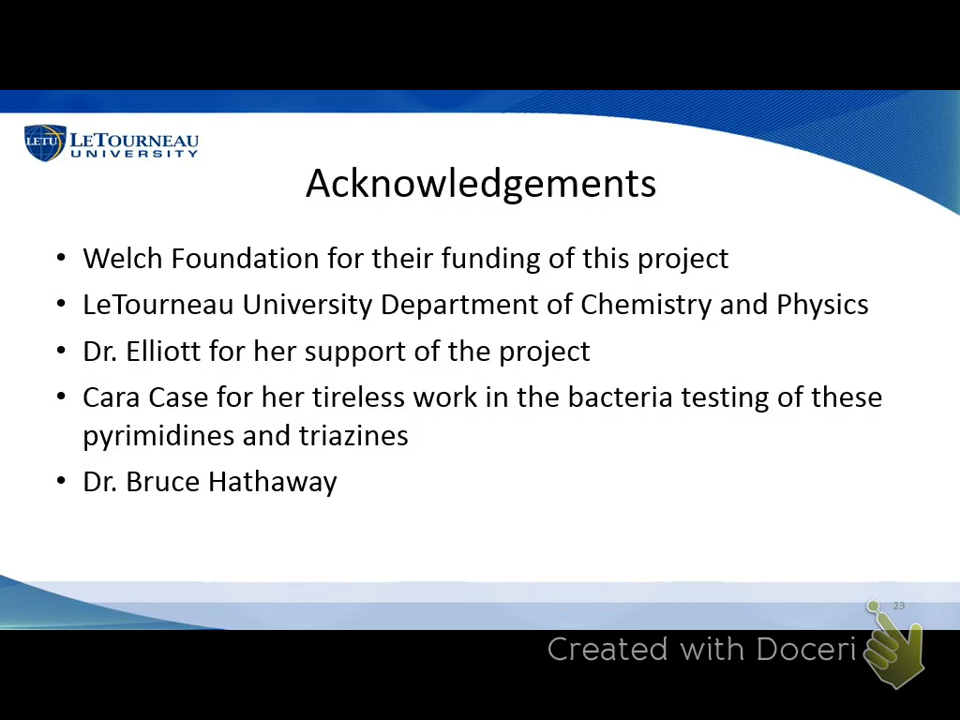 LETU LETOURNEAU
UNIVERSITY
Acknowledgements
• Welch Foundation for their funding of this project
• LeTourneau University Department of Chemistry and Physics
• Dr. Elliott for her support of the project
• Cara Case for her tireless work in the bacteria testing of these
pyrimidines and triazines
• Dr. Bruce Hathaway
23
Created with Doceri